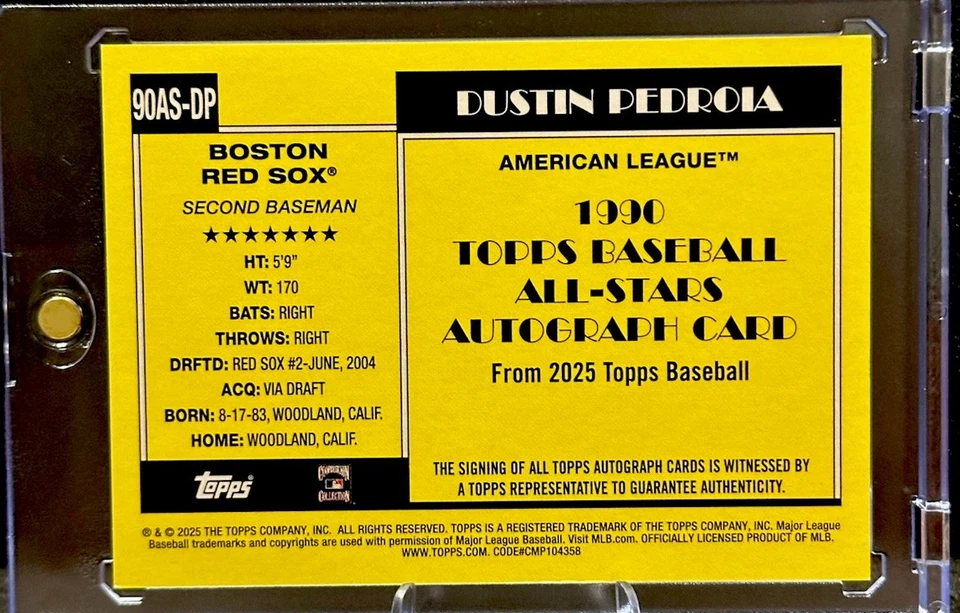 90AS-DP
DUSTIN PEDROIA
BOSTON
RED SOX®
SECOND BASEMAN
★★★★★★★
HT: 5'9"
WT: 170
BATS: RIGHT
THROWS: RIGHT
DRFTD: RED SOX #2-JUNE, 2004
ACQ: VIA DRAFT
BORN: 8-17-83, WOODLAND, CALIF.
HOME: WOODLAND, CALIF.
AMERICAN LEAGUE™
1990
TOPPS BASEBALL
ALL-STARS
AUTOGRAPH CARD
From 2025 Topps Baseball
THE SIGNING OF ALL TOPPS AUTOGRAPH CARDS IS WITNESSED BY
A TOPPS REPRESENTATIVE TO GUARANTEE AUTHENTICITY.
topps®
COOPERSTOWN
COLLECTION
® & © 2025 THE TOPPS COMPANY, INC. ALL RIGHTS RESERVED. TOPPS IS A REGISTERED TRADEMARK OF THE TOPPS COMPANY, INC. Major League
Baseball trademarks and copyrights are used with permission of Major League Baseball. Visit MLB.com. OFFICIALLY LICENSED PRODUCT OF MLB.
WWW.TOPPS.COM. CODE#CMP104358